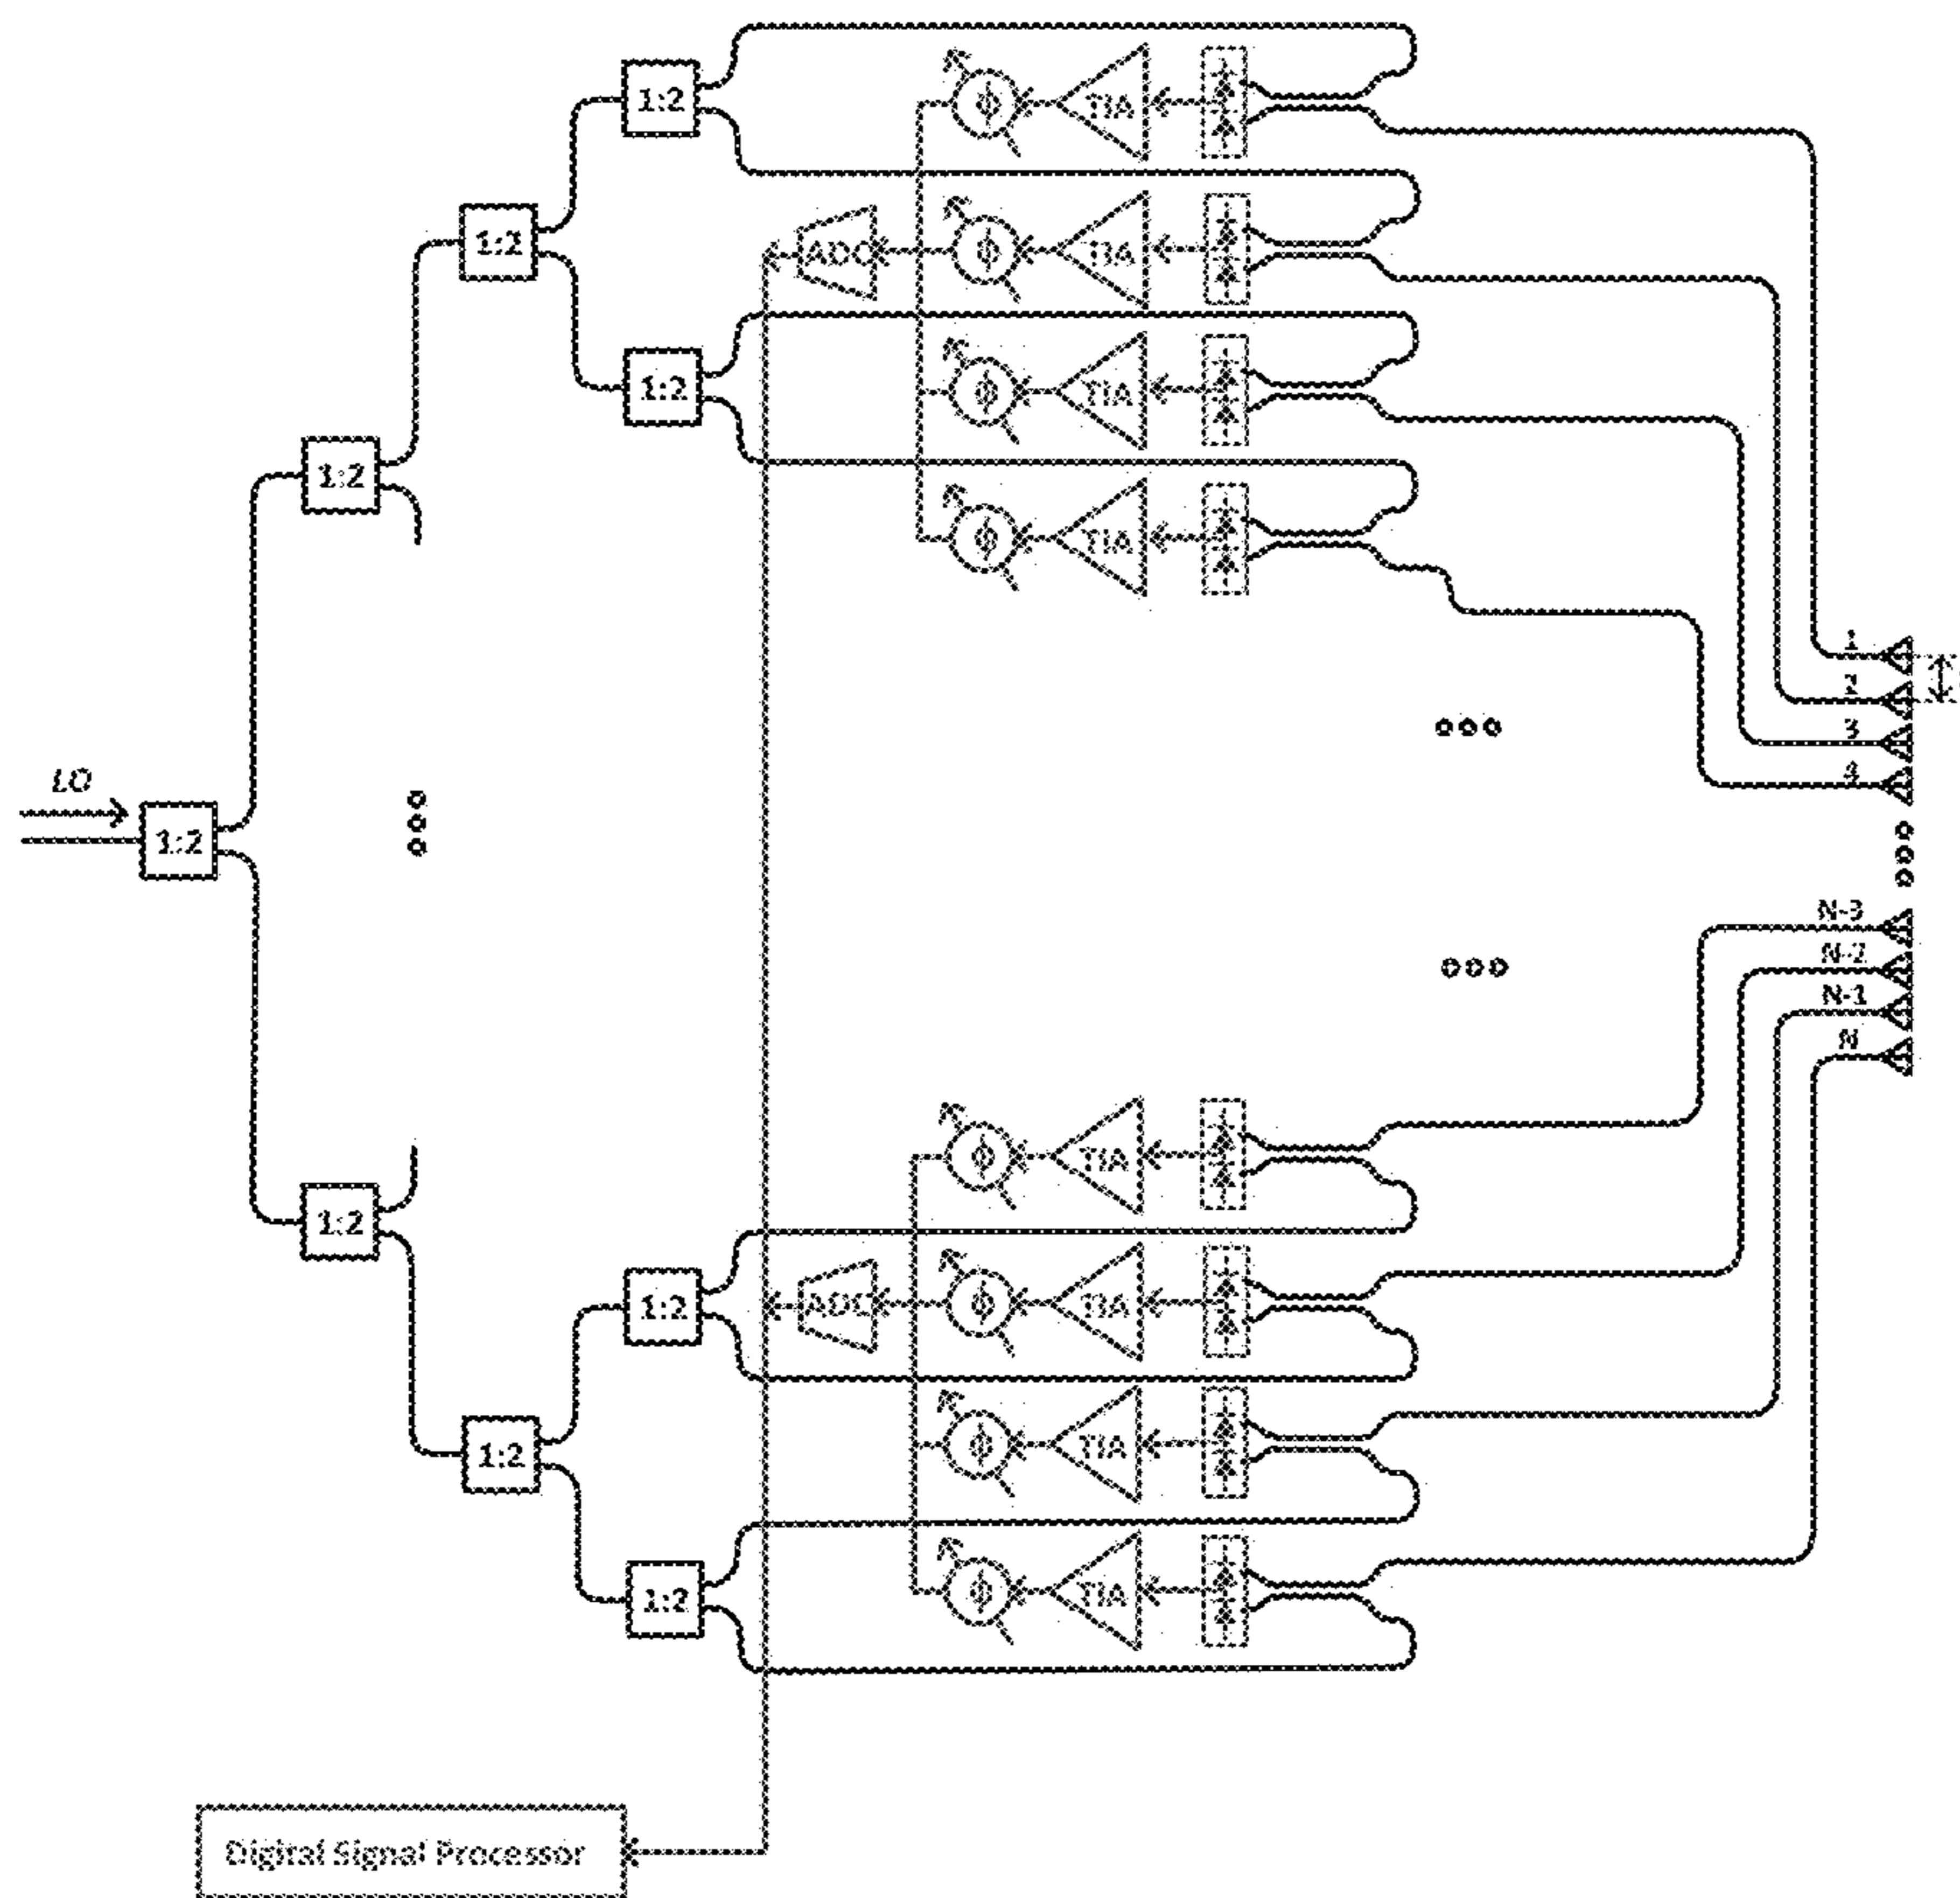 1:2
φ TIA
1:2
ADC φ TIA
1:2
φ TIA
1:2
φ TIA
1
2
3
4
LO
1:2
N-3
N-2
N-1
N
φ TIA
1:2
1:2
ADC φ TIA
1:2
φ TIA
1:2
φ TIA
Digital Signal Processor